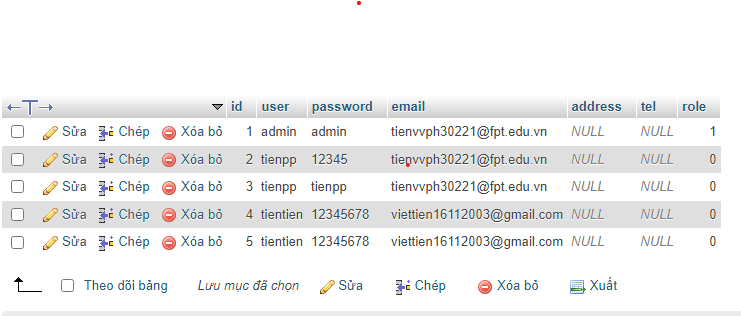 id user password email address tel role
Sửa Chép Xóa bỏ 1 admin admin tienvvph30221@fpt.edu.vn NULL NULL 1
Sửa Chép Xóa bỏ 2 tienpp 12345 tienvvph30221@fpt.edu.vn NULL NULL 0
Sửa Chép Xóa bỏ 3 tienpp tienpp tienvvph30221@fpt.edu.vn NULL NULL 0
Sửa Chép Xóa bỏ 4 tientien 12345678 viettien16112003@gmail.com NULL NULL 0
Sửa Chép Xóa bỏ 5 tientien 12345678 viettien16112003@gmail.com NULL NULL 0
Theo dõi bảng Lưu mục đã chọn Sửa Chép Xóa bỏ Xuất